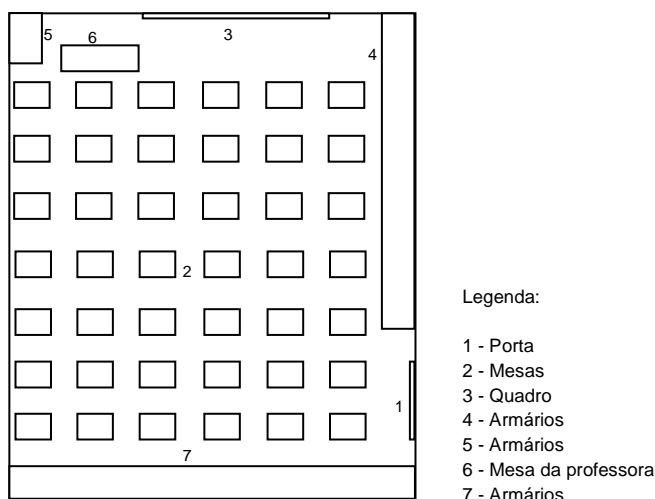 5
6
3
4
2
1
7
Legenda:
1 - Porta
2 - Mesas
3 - Quadro
4 - Armários
5 - Armários
6 - Mesa da professora
7 - Armários